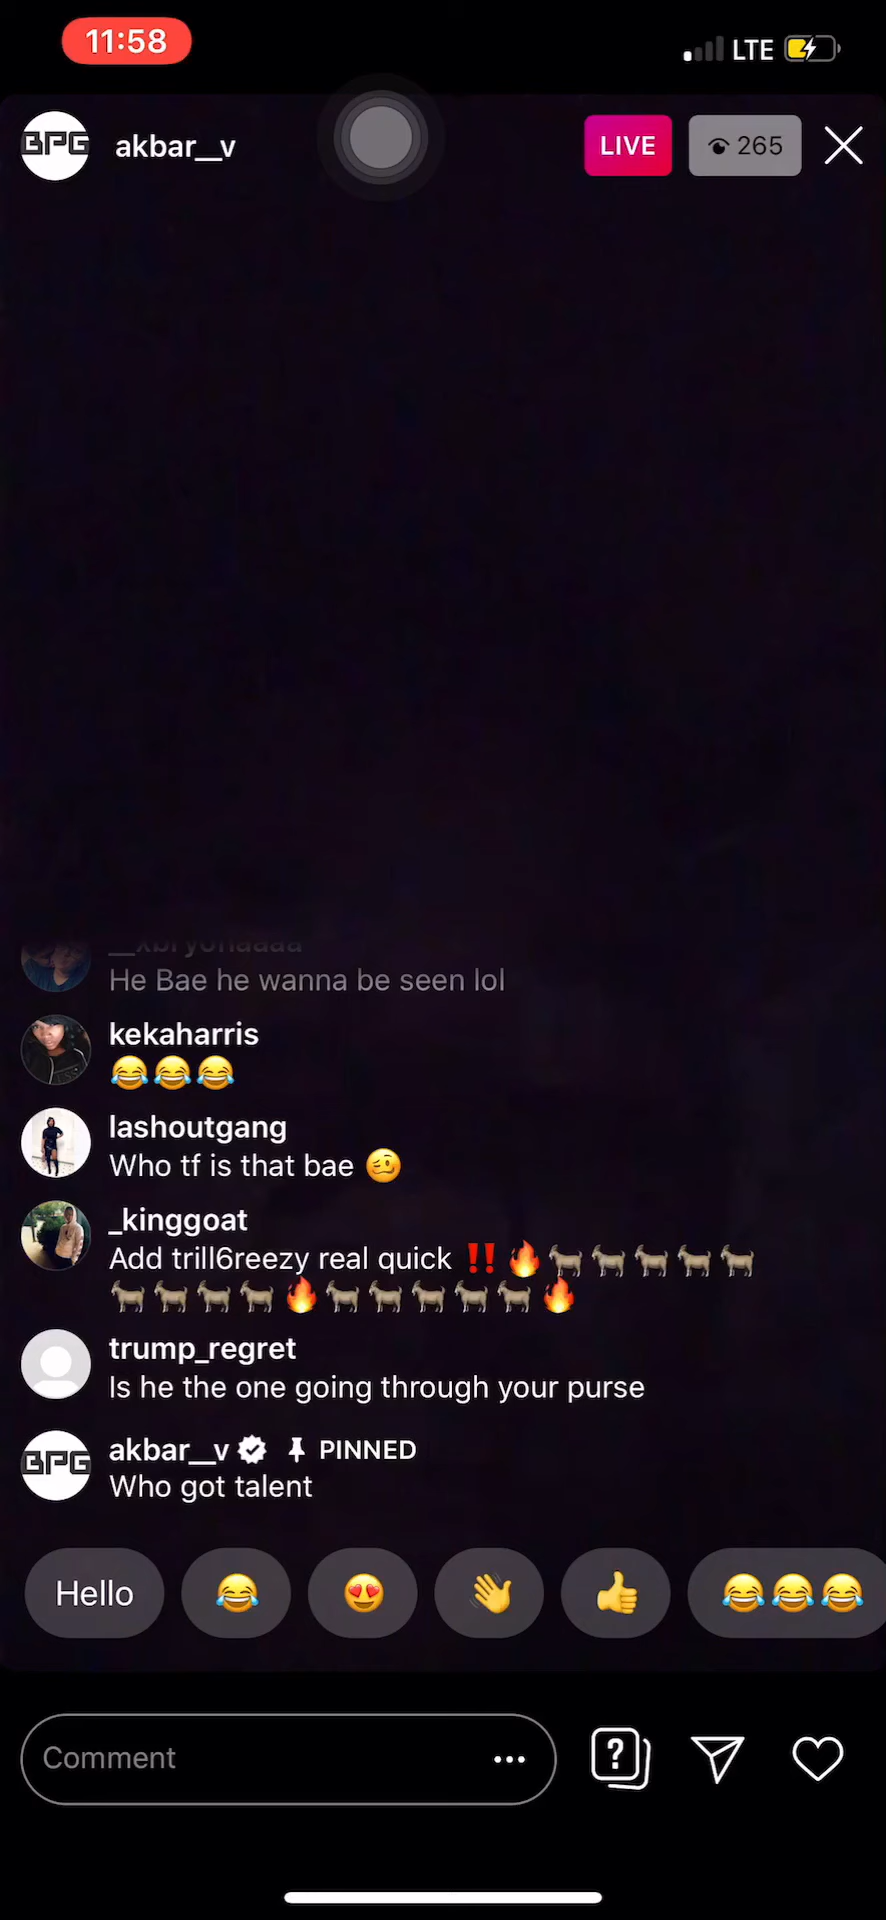 11:58
LTE
BPG
akbar__v
LIVE
265
He Bae he wanna be seen lol
kekaharris
😂😂😂
lashoutgang
Who tf is that bae 🥴
_kinggoat
Add trill6reezy real quick ‼️🔥🐐🐐🐐🐐🐐
🐐🐐🐐🐐🔥🐐🐐🐐🐐🐐🔥
trump_regret
Is he the one going through your purse
BPG
akbar__v PINNED
Who got talent
Hello 😂 😍 👋 👍 😂😂😂
Comment